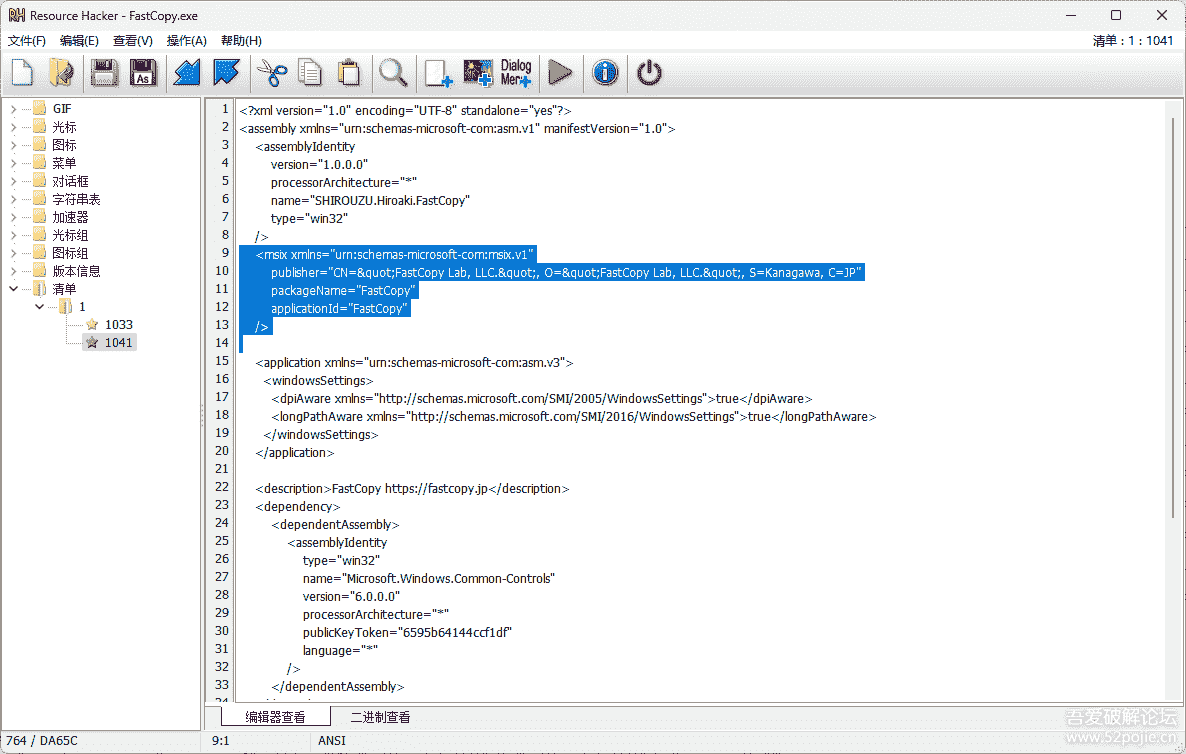 Resource Hacker - FastCopy.exe
文件(F) 编辑(E) 查看(V) 操作(A) 帮助(H)
清单 : 1 : 1041
As
Dialog
Menu
GIF
光标
图标
菜单
对话框
字符串表
加速器
光标组
图标组
版本信息
清单
1
1033
1041
1 <?xml version="1.0" encoding="UTF-8" standalone="yes"?>
2 <assembly xmlns="urn:schemas-microsoft-com:asm.v1" manifestVersion="1.0">
3 <assemblyIdentity
4 version="1.0.0.0"
5 processorArchitecture="*"
6 name="SHIROUZU.Hiroaki.FastCopy"
7 type="win32"
8 />
9 <msix xmlns="urn:schemas-microsoft-com:msix.v1"
10 publisher="CN=&quot;FastCopy Lab, LLC.&quot;, O=&quot;FastCopy Lab, LLC.&quot;, S=Kanagawa, C=JP"
11 packageName="FastCopy"
12 applicationId="FastCopy"
13 />
14
15 <application xmlns="urn:schemas-microsoft-com:asm.v3">
16 <windowsSettings>
17 <dpiAware xmlns="http://schemas.microsoft.com/SMI/2005/WindowsSettings">true</dpiAware>
18 <longPathAware xmlns="http://schemas.microsoft.com/SMI/2016/WindowsSettings">true</longPathAware>
19 </windowsSettings>
20 </application>
21
22 <description>FastCopy https://fastcopy.jp</description>
23 <dependency>
24 <dependentAssembly>
25 <assemblyIdentity
26 type="win32"
27 name="Microsoft.Windows.Common-Controls"
28 version="6.0.0.0"
29 processorArchitecture="*"
30 publicKeyToken="6595b64144ccf1df"
31 language="*"
32 />
33 </dependentAssembly>
编辑器查看 二进制查看
764 / DA65C 9:1 ANSI
吾爱破解论坛
www.52pojie.cn